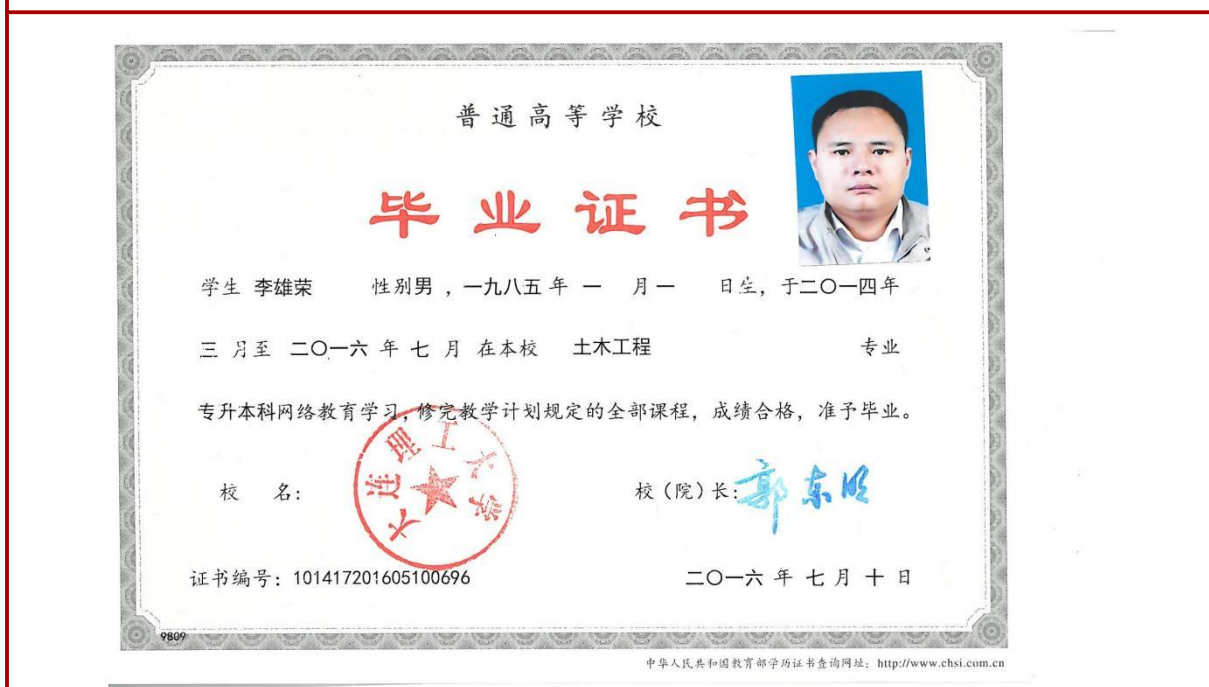 普通高等学校
毕业证书
学生 李雄荣 性别男，一九八五年 一 月一 日生，于二〇一四年
三 月至 二〇一六 年 七 月 在本校 土木工程 专业
专升本科网络教育学习，修完教学计划规定的全部课程，成绩合格，准予毕业。
大连理工大学
校 名： 校（院）长：郭东明
证书编号：101417201605100696 二〇一六 年 七 月 十 日
9809
中华人民共和国教育部学历证书查询网址：http://www.chsi.com.cn